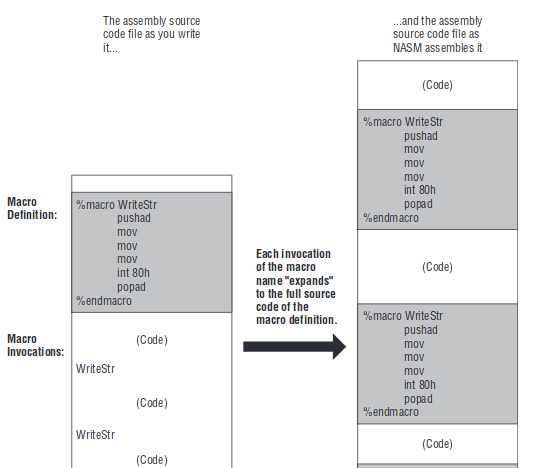 The assembly source
code file as you write
it...
...and the assembly
source code file as
NASM assembles it
Macro
Definition:
%macro WriteStr
pushad
mov
mov
mov
int 80h
popad
%endmacro
Macro
Invocations:
(Code)
WriteStr
(Code)
WriteStr
(Code)
Each invocation
of the macro
name "expands"
to the full source
code of the
macro definition.
(Code)
%macro WriteStr
pushad
mov
mov
mov
int 80h
popad
%endmacro
(Code)
%macro WriteStr
pushad
mov
mov
mov
int 80h
popad
%endmacro
(Code)